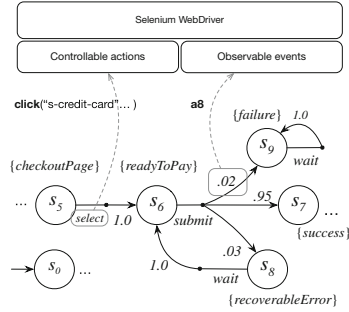 Selenium WebDriver
Controllable actions
Observable events
click("s-credit-card",... )
a8
{failure}
1.0
S9
wait
{checkoutPage}
{readyToPay}
.02
... S5
select
1.0
S6
submit
.95
S7 ...
{success}
.03
1.0
wait
S8
{recoverableError}
S0 ...